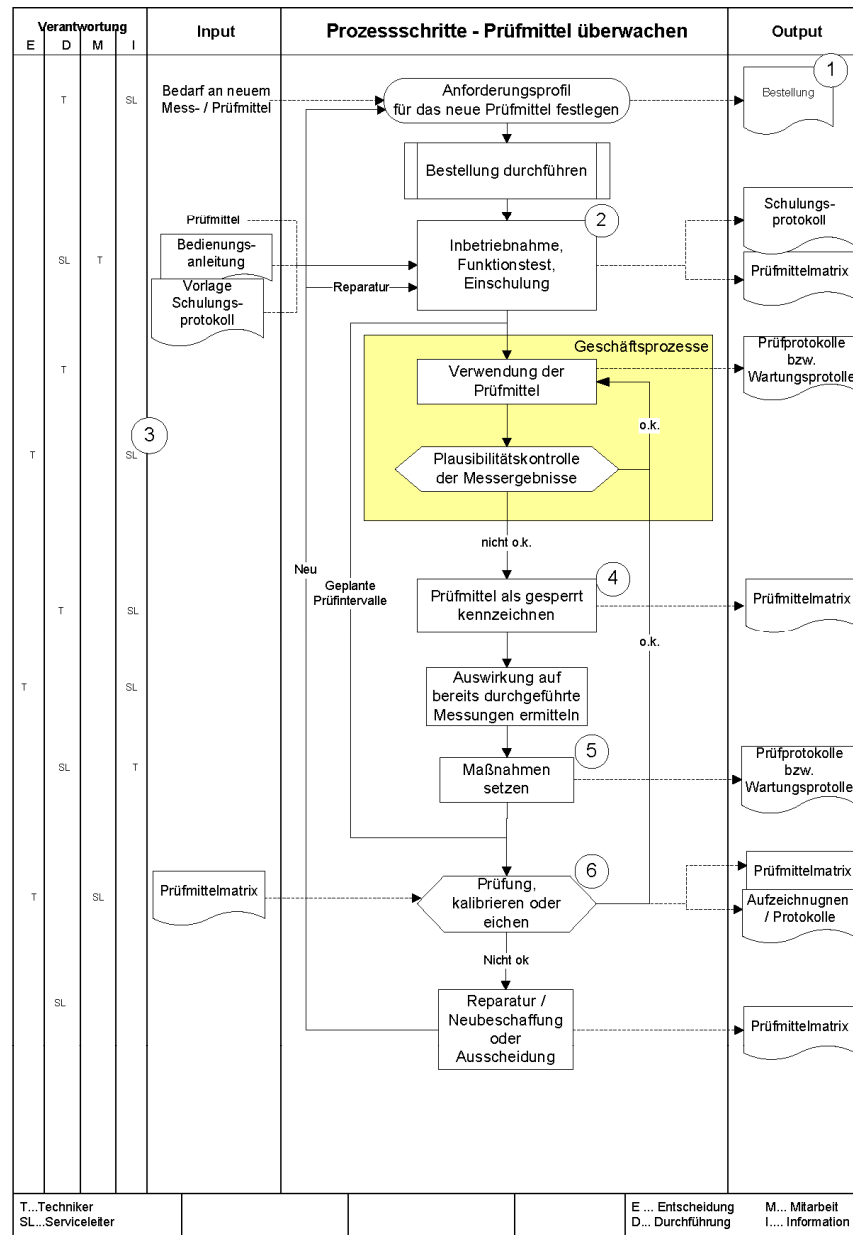 Verantwortung
E D M I
Input
Prozessschritte - Prüfmittel überwachen
Output
T SL
Bedarf an neuem
Mess- / Prüfmittel
Anforderungsprofil
für das neue Prüfmittel festlegen
1
Bestellung
Bestellung durchführen
2
SL T
Prüfmittel
Bedienungs-
anleitung
Vorlage
Schulungs-
protokoll
Reparatur
Inbetriebnahme,
Funktionstest,
Einschulung
Schulungs-
protokoll
Prüfmittelmatrix
Geschäftsprozesse
T
Verwendung der
Prüfmittel
Prüfprotokolle
bzw.
Wartungsprotolle
o.k.
3
T SL
Plausibilitätskontrolle
der Messergebnisse
nicht o.k.
Neu
Geplante
Prüfintervalle
4
T SL
Prüfmittel als gesperrt
kennzeichnen
Prüfmittelmatrix
o.k.
T SL
Auswirkung auf
bereits durchgeführte
Messungen ermitteln
5
SL T
Maßnahmen
setzen
Prüfprotokolle
bzw.
Wartungsprotolle
6
T M SL
Prüfmittelmatrix
Prüfung,
kalibrieren oder
eichen
Prüfmittelmatrix
Aufzeichnugnen
/ Protokolle
Nicht ok
SL
Reparatur /
Neubeschaffung
oder
Ausscheidung
Prüfmittelmatrix
T...Techniker
SL...Serviceleiter
E ... Entscheidung
D... Durchführung
M... Mitarbeit
I.... Information